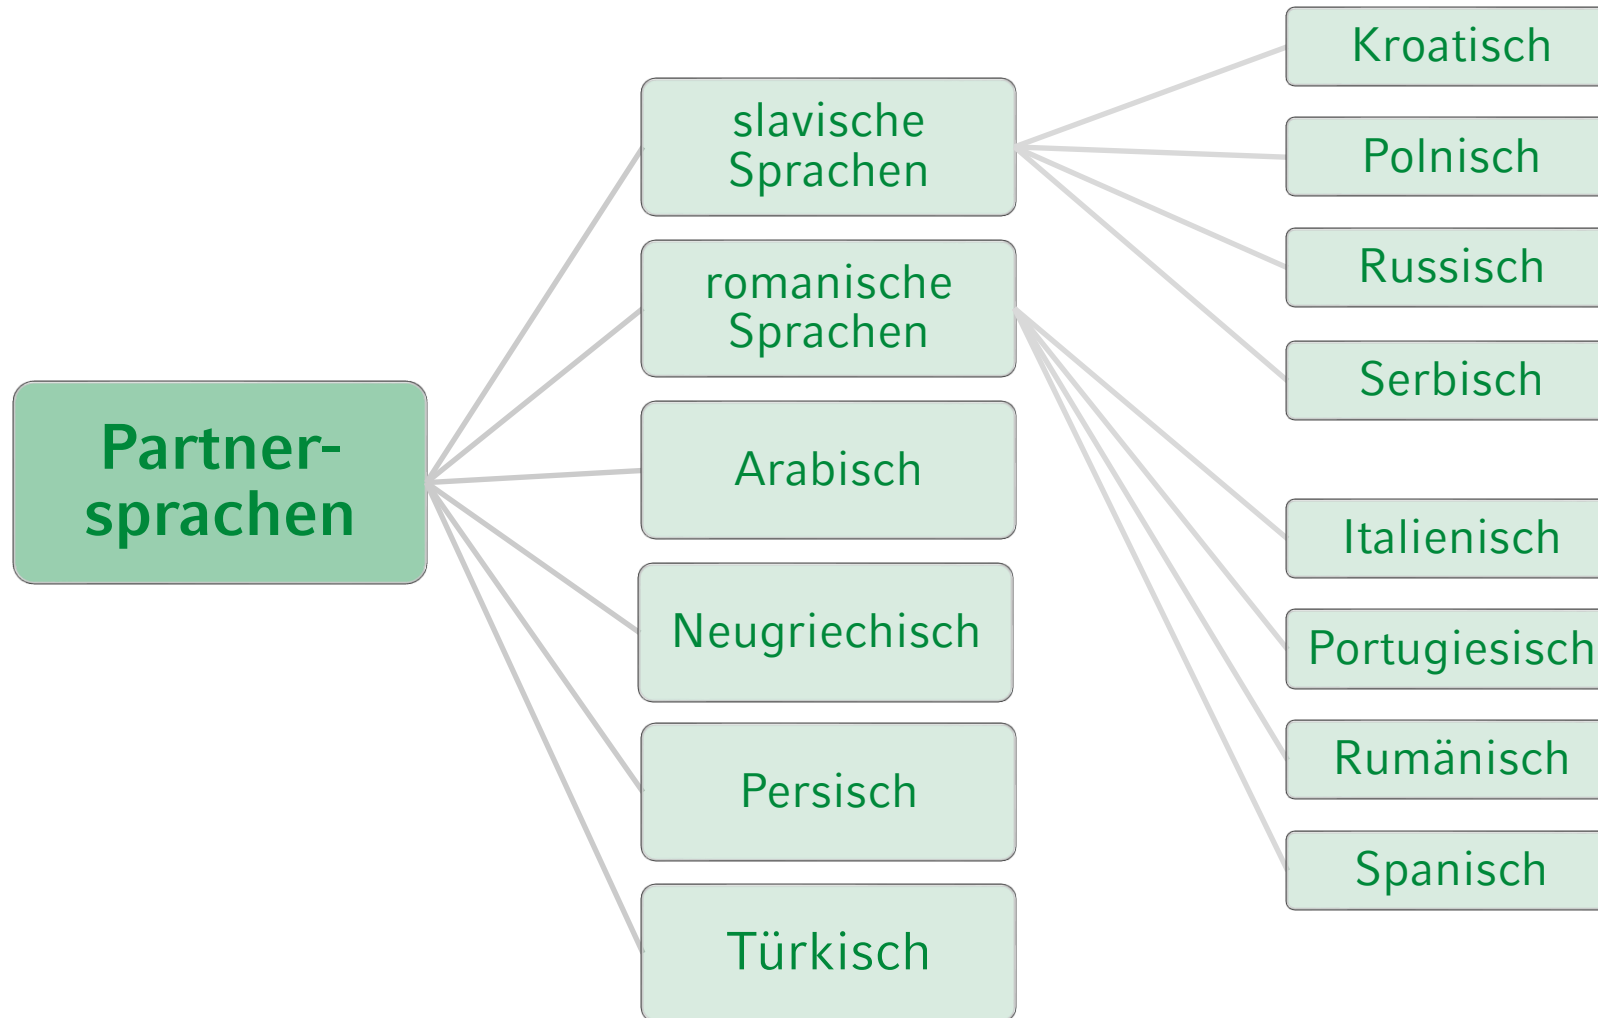 Partner-
sprachen
slavische
Sprachen
romanische
Sprachen
Arabisch
Neugriechisch
Persisch
Türkisch
Kroatisch
Polnisch
Russisch
Serbisch
Italienisch
Portugiesisch
Rumänisch
Spanisch